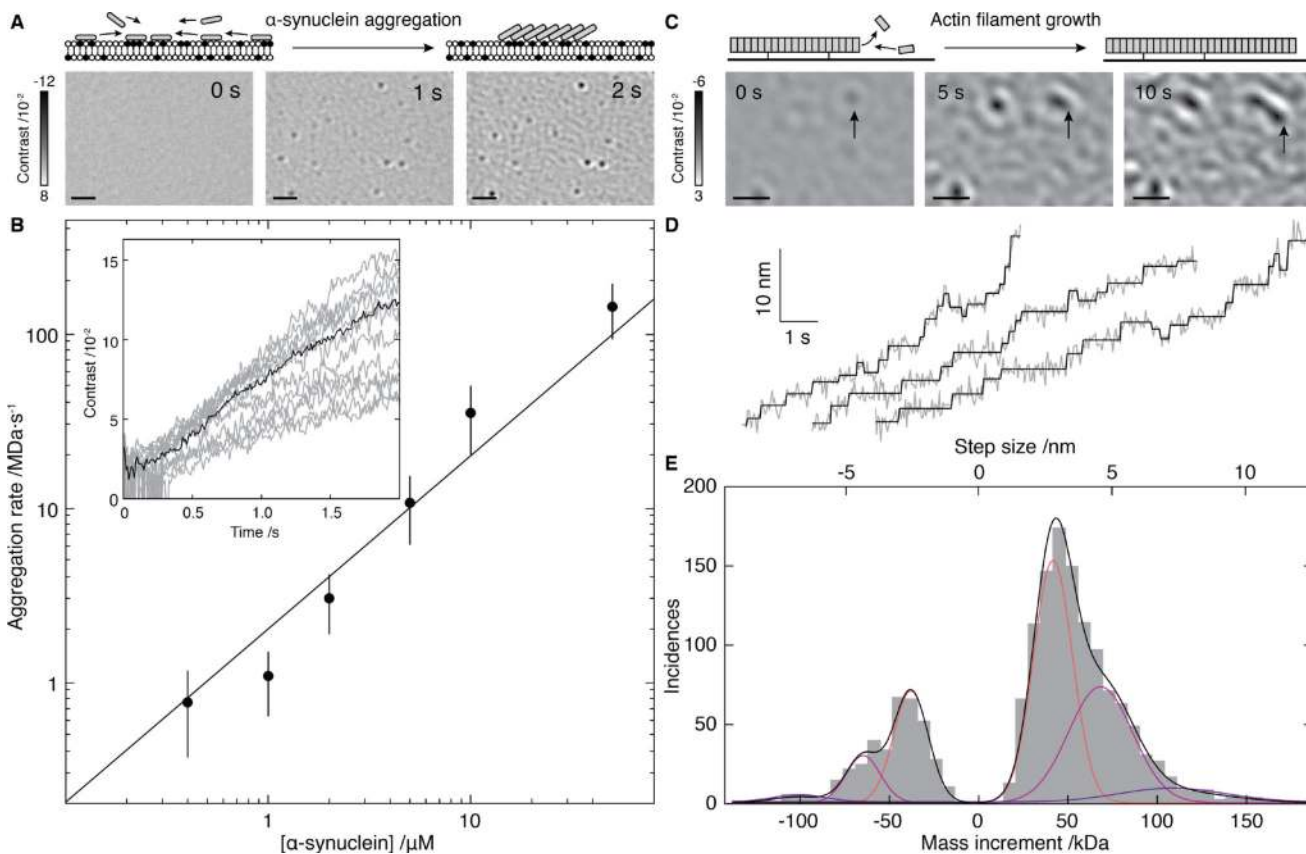 A
α-synuclein aggregation
Contrast /10⁻²
-12
8
0 s
1 s
2 s
C
Actin filament growth
Contrast /10⁻²
-6
3
0 s
5 s
10 s
B
Aggregation rate /MDa·s⁻¹
100
10
1
[α-synuclein] /μM
1
10
Contrast /10⁻²
15
10
5
0
Time /s
0
0.5
1.0
1.5
D
10 nm
1 s
E
Step size /nm
-5
0
5
10
Incidences
200
150
100
50
0
-100
-50
0
50
100
150
Mass increment /kDa